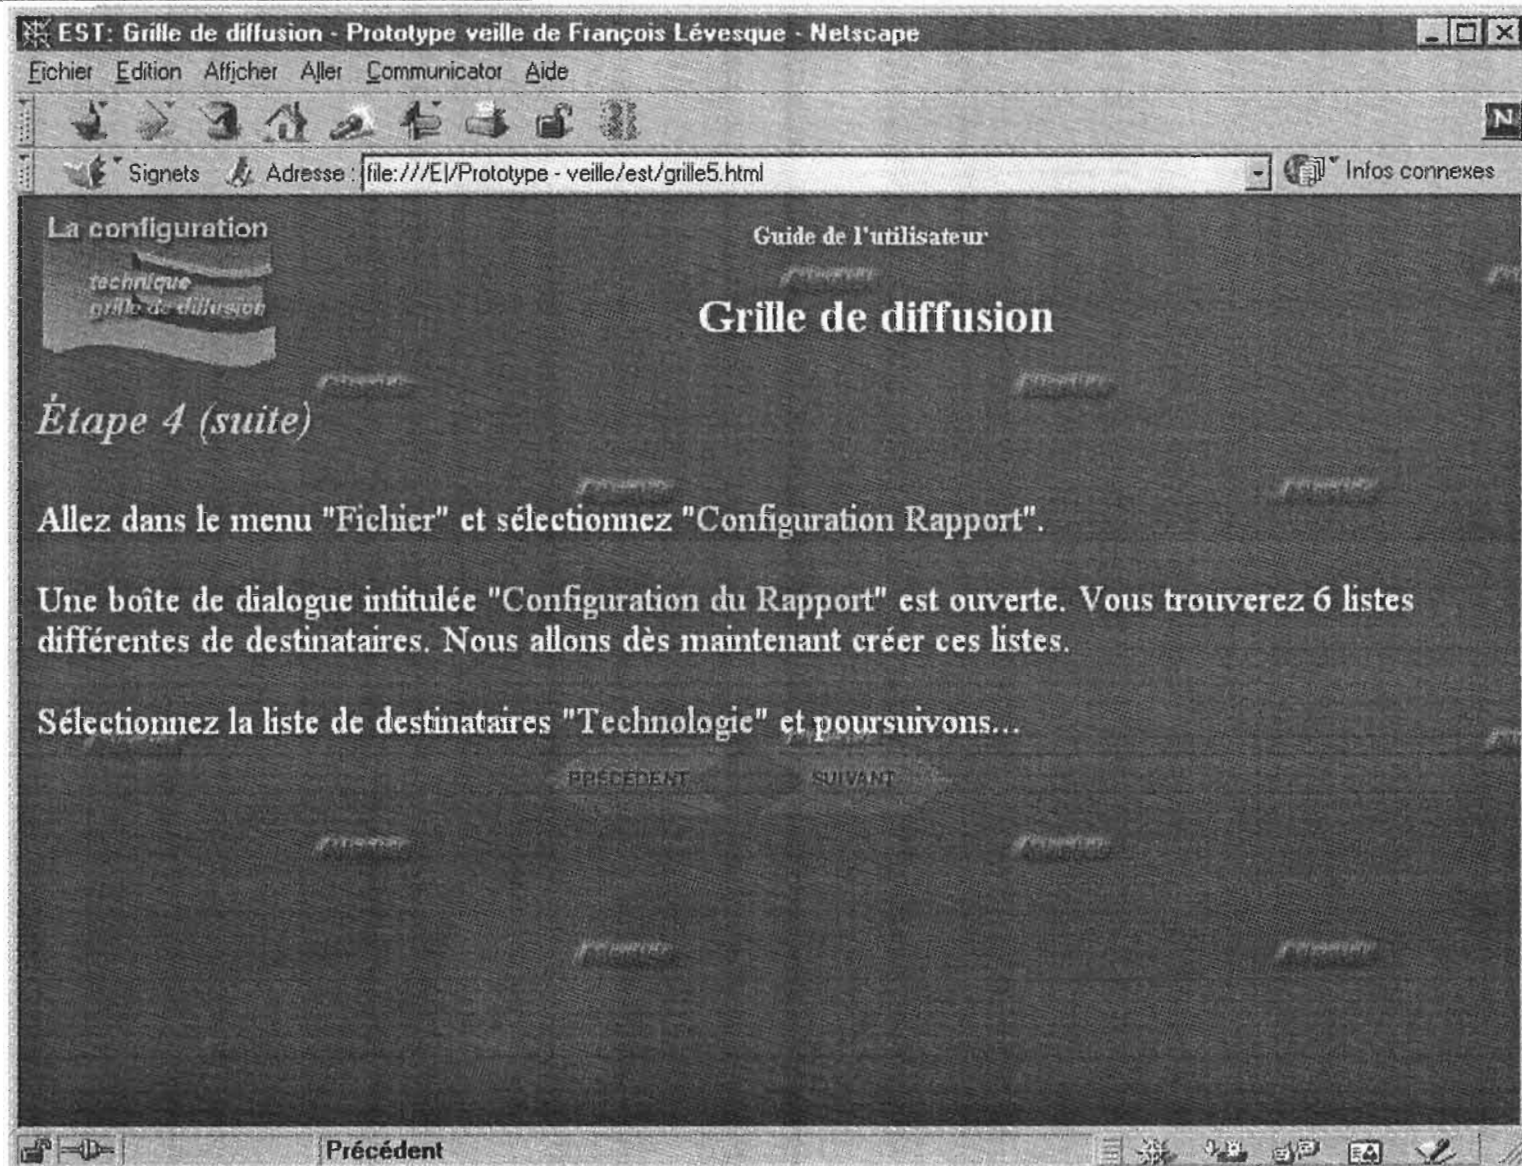 EST: Grille de diffusion - Prototype veille de François Lévesque - Netscape
Fichier Edition Afficher Aller Communicator Aide
N
Signets Adresse : file:///E|/Prototype - veille/est/grille5.html Infos connexes
La configuration
technique
grille de diffusion
Guide de l'utilisateur
Grille de diffusion
Étape 4 (suite)
Allez dans le menu "Fichier" et sélectionnez "Configuration Rapport".
Une boîte de dialogue intitulée "Configuration du Rapport" est ouverte. Vous trouverez 6 listes
différentes de destinataires. Nous allons dès maintenant créer ces listes.
Sélectionnez la liste de destinataires "Technologie" et poursuivons...
PRÉCÉDENT SUIVANT
Précédent